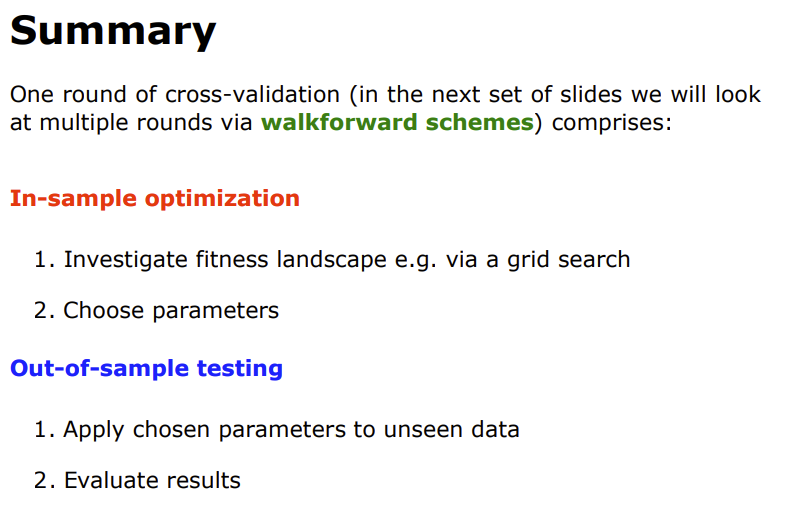 Summary
One round of cross-validation (in the next set of slides we will look
at multiple rounds via walkforward schemes) comprises:
In-sample optimization
1. Investigate fitness landscape e.g. via a grid search
2. Choose parameters
Out-of-sample testing
1. Apply chosen parameters to unseen data
2. Evaluate results